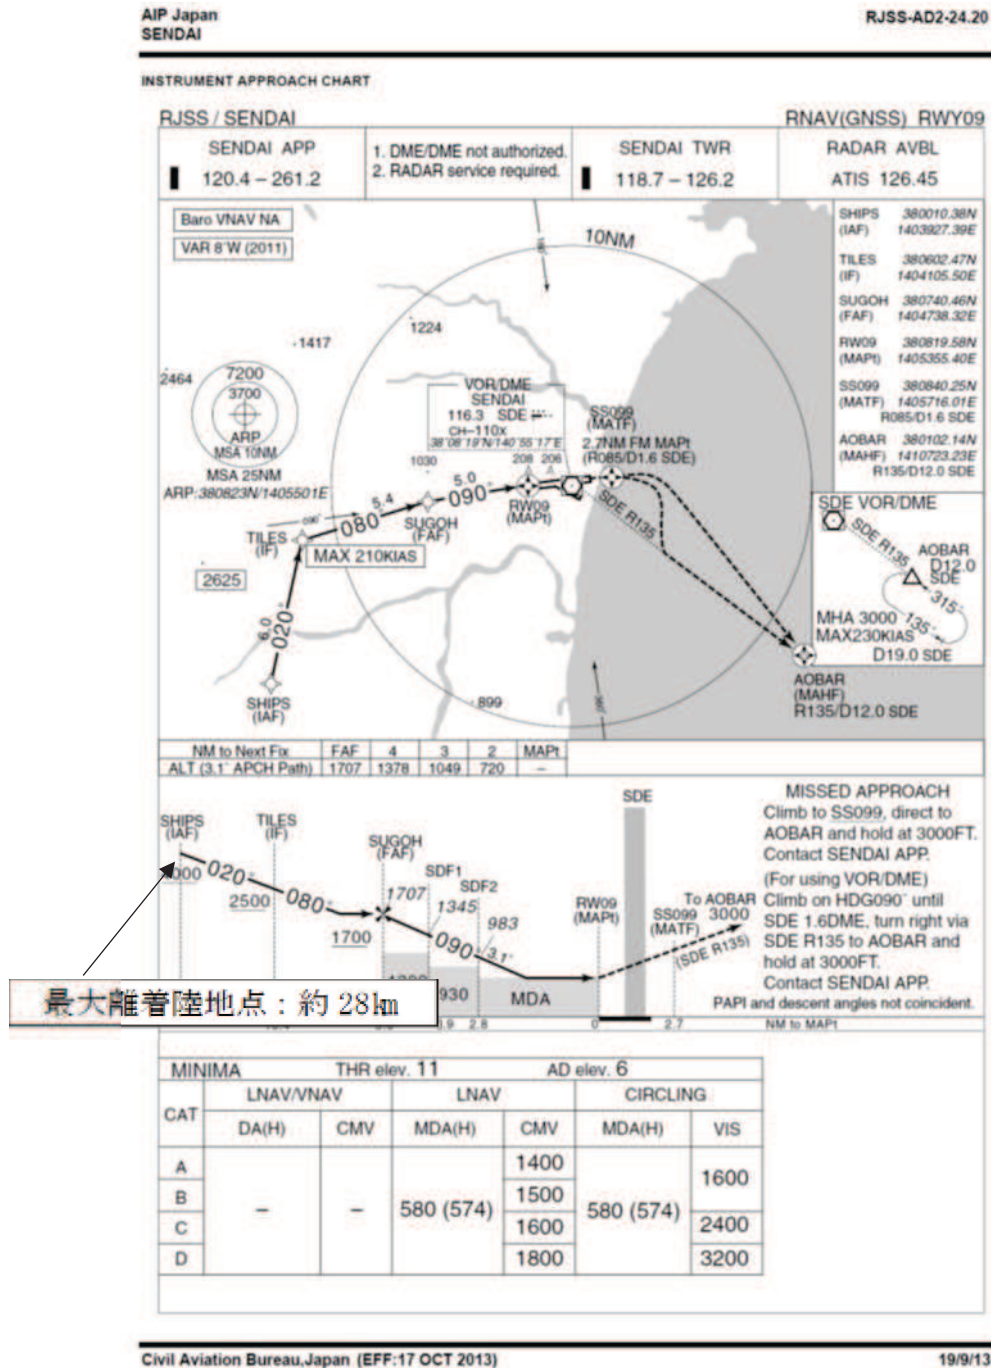 AIP Japan
SENDAI
RJSS-AD2-24.20
INSTRUMENT APPROACH CHART
RJSS / SENDAI
RNAV(GNSS) RWY09
SENDAI APP
120.4 – 261.2
1. DME/DME not authorized.
2. RADAR service required.
SENDAI TWR
118.7 – 126.2
RADAR AVBL
ATIS 126.45
Baro VNAV NA
VAR 8°W (2011)
10NM
180°
SHIPS 380010.38N
(IAF) 1403927.39E
TILES 380602.47N
(IF) 1404105.50E
SUGOH 380740.46N
(FAF) 1404738.32E
RW09 380819.58N
(MAPt) 1405355.40E
SS099 380840.25N
(MATF) 1405716.01E
R085/D1.6 SDE
AOBAR 380102.14N
(MAHF) 1410723.23E
R135/D12.0 SDE
1224
1417
2464
7200
3700
ARP
MSA 10NM
MSA 25NM
ARP:380823N/1405501E
VOR/DME
SENDAI
116.3 SDE
CH–110X
38°08'19"N/140°55'17"E
1030
208
206
SS099
(MATF)
2.7NM FM MAPt
(R085/D1.6 SDE)
5.4
5.0
090°
080°
090°
TILES
(IF)
SUGOH
(FAF)
RW09
(MAPt)
SDE R135
MAX 210KIAS
2625
6.0
020°
SHIPS
(IAF)
899
360°
SDE VOR/DME
SDE R135
AOBAR
D12.0
SDE
315°
135°
MHA 3000
MAX230KIAS
D19.0 SDE
AOBAR
(MAHF)
R135/D12.0 SDE
NM to Next Fix FAF 4 3 2 MAPt
ALT (3.1° APCH Path) 1707 1378 1049 720 –
SHIPS
(IAF)
TILES
(IF)
SUGOH
(FAF)
SDF1
SDF2
SDE
RW09
(MAPt)
SS099
(MATF)
To AOBAR
3000
(SDE R135)
020°
2500
080°
1700
1707
1345
983
090°
3.1°
930
MDA
2.8
0
2.7
NM to MAPt
MISSED APPROACH
Climb to SS099, direct to
AOBAR and hold at 3000FT.
Contact SENDAI APP.
(For using VOR/DME)
Climb on HDG090° until
SDE 1.6DME, turn right via
SDE R135 to AOBAR and
hold at 3000FT.
Contact SENDAI APP.
PAPI and descent angles not coincident.
最大離着陸地点：約 28㎞
MINIMA THR elev. 11 AD elev. 6
CAT LNAV/VNAV LNAV CIRCLING
DA(H) CMV MDA(H) CMV MDA(H) VIS
A – – 580 (574) 1400 580 (574) 1600
B 1500
C 1600 2400
D 1800 3200
Civil Aviation Bureau,Japan (EFF:17 OCT 2013)
19/9/13